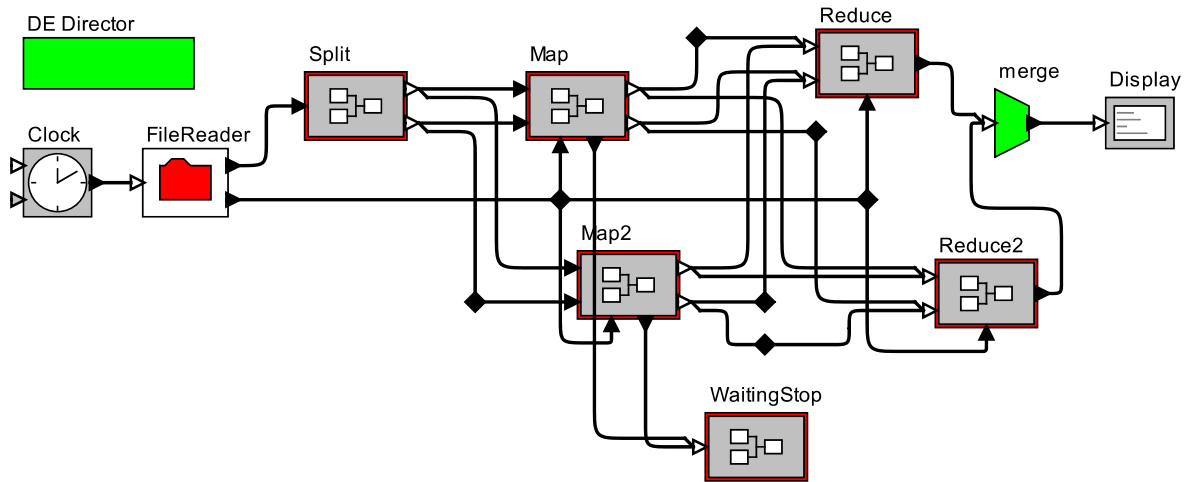 DE Director
Reduce
Split
Map
merge
Display
Clock
FileReader
Map2
Reduce2
WaitingStop